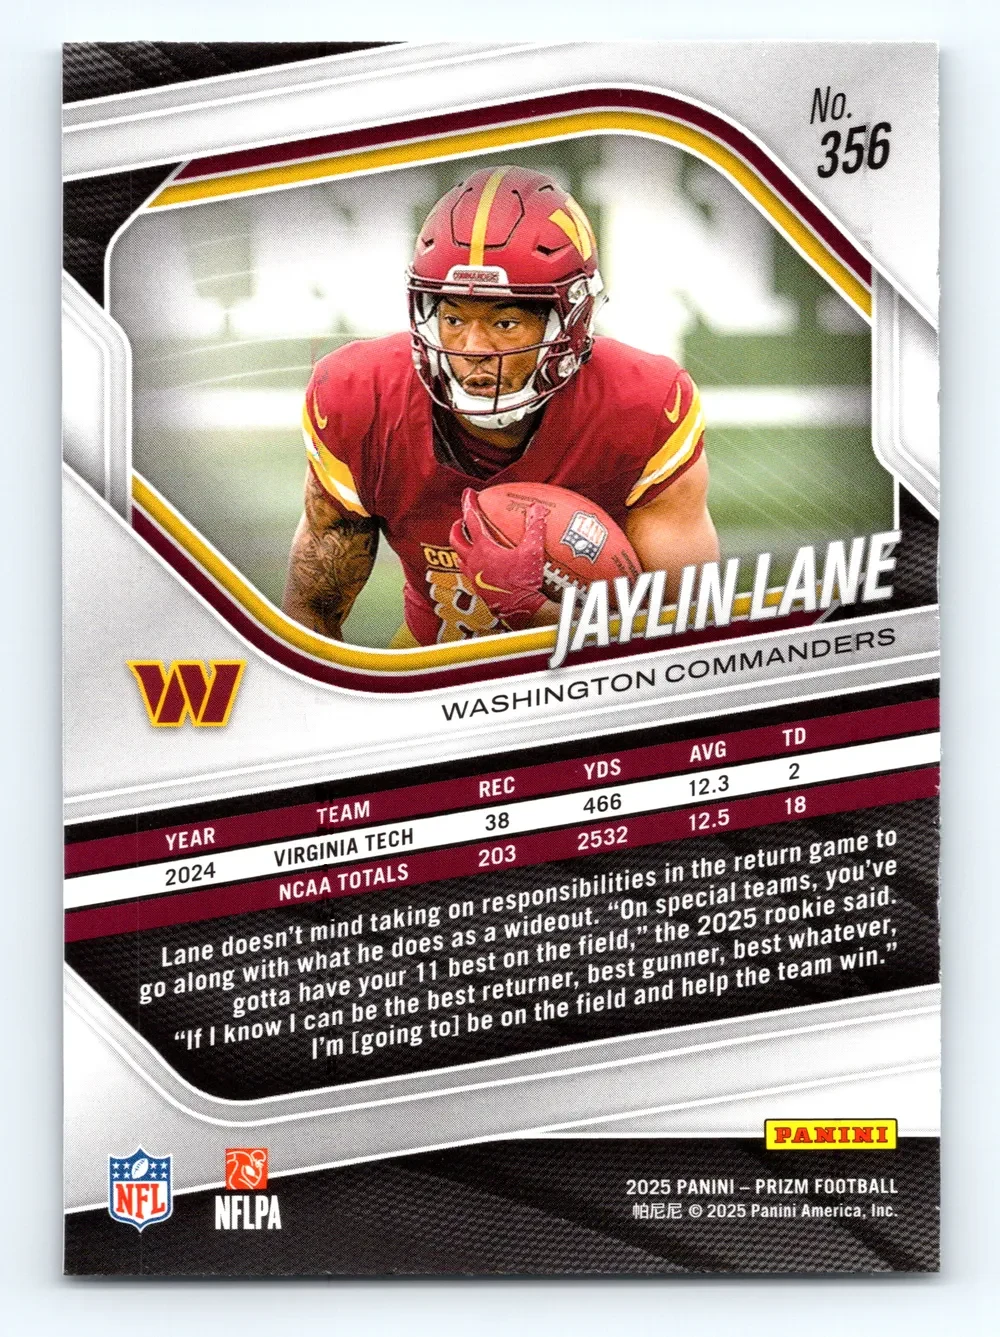 No.
356
COMMANDERS
JAYLIN LANE
WASHINGTON COMMANDERS
YEAR TEAM REC YDS AVG TD
2024 VIRGINIA TECH 38 466 12.3 2
NCAA TOTALS 203 2532 12.5 18
Lane doesn't mind taking on responsibilities in the return game to
go along with what he does as a wideout. “On special teams, you've
gotta have your 11 best on the field,” the 2025 rookie said.
“If I know I can be the best returner, best gunner, best whatever,
I'm [going to] be on the field and help the team win.”
PANINI
NFL
NFLPA
2025 PANINI – PRIZM FOOTBALL
帕尼尼 © 2025 Panini America, Inc.